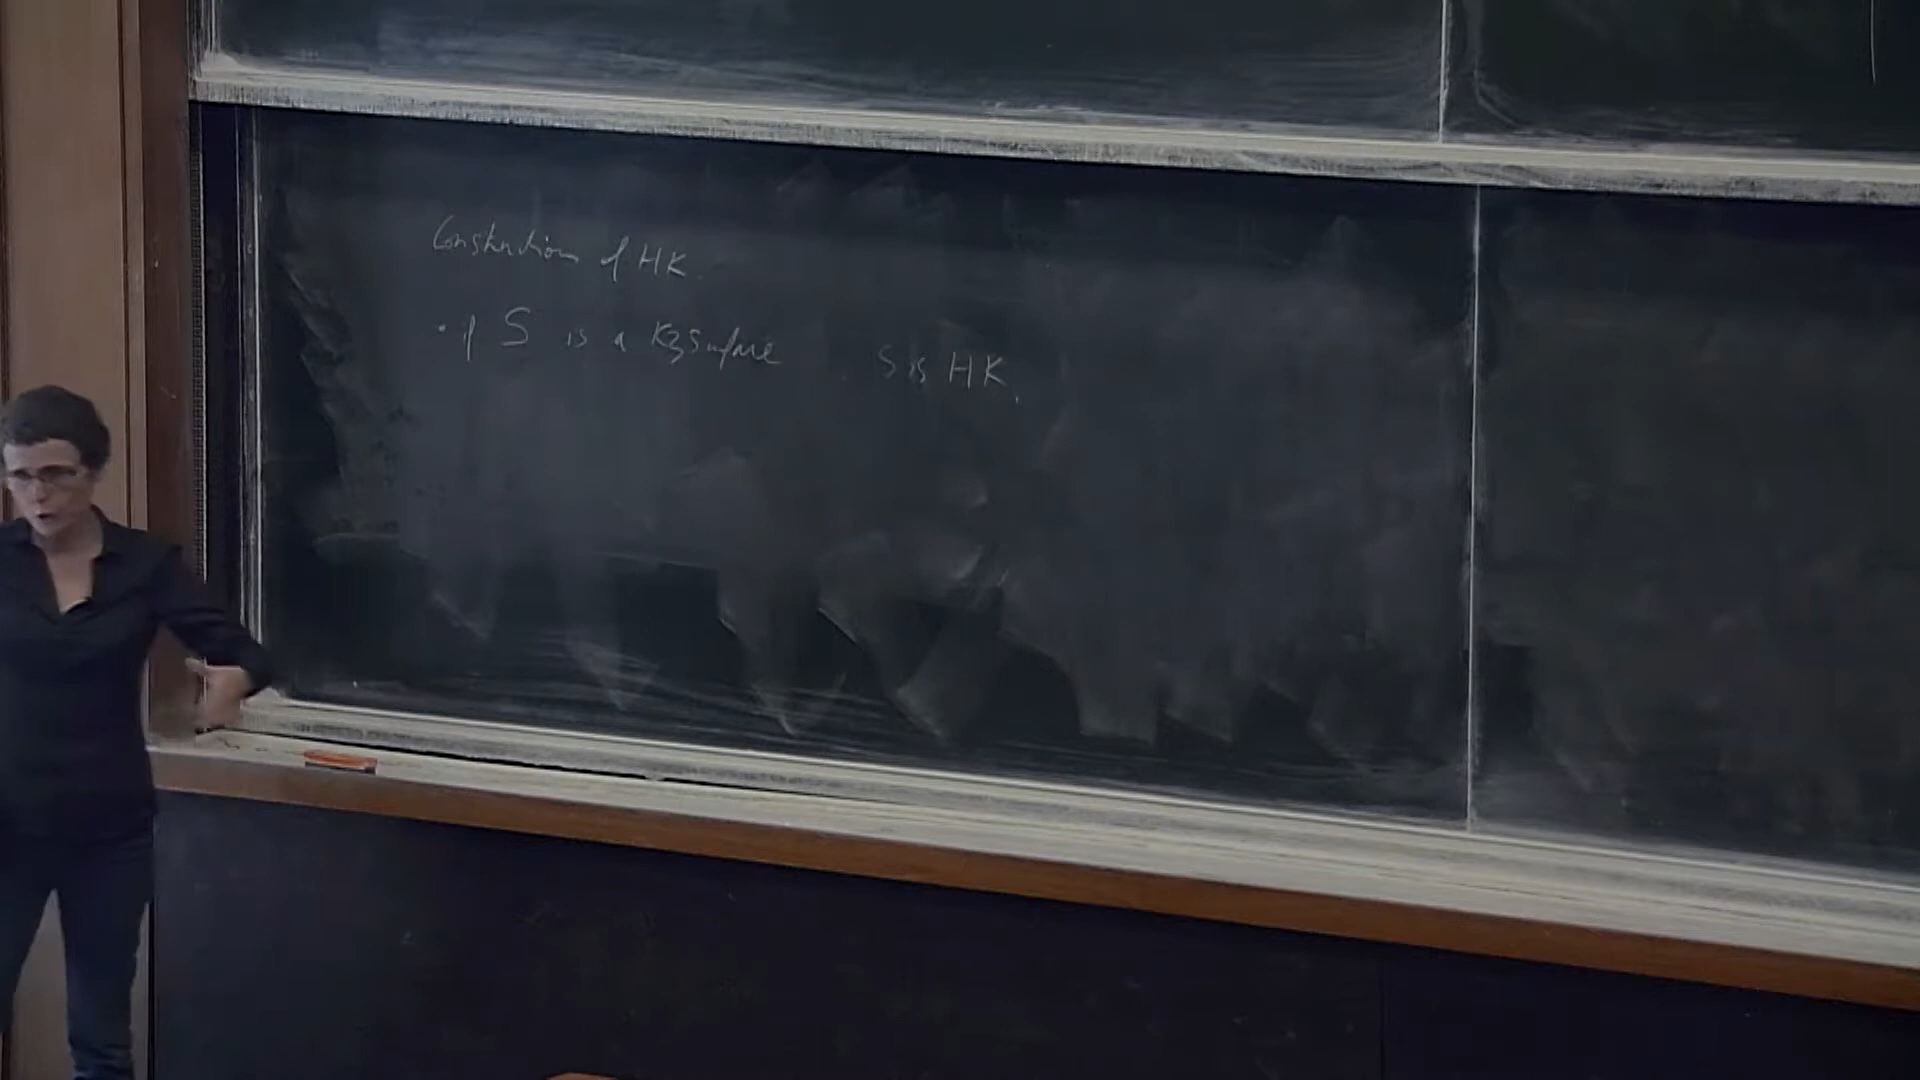 Construction of HK.
• if S is a K3 surface S is HK.